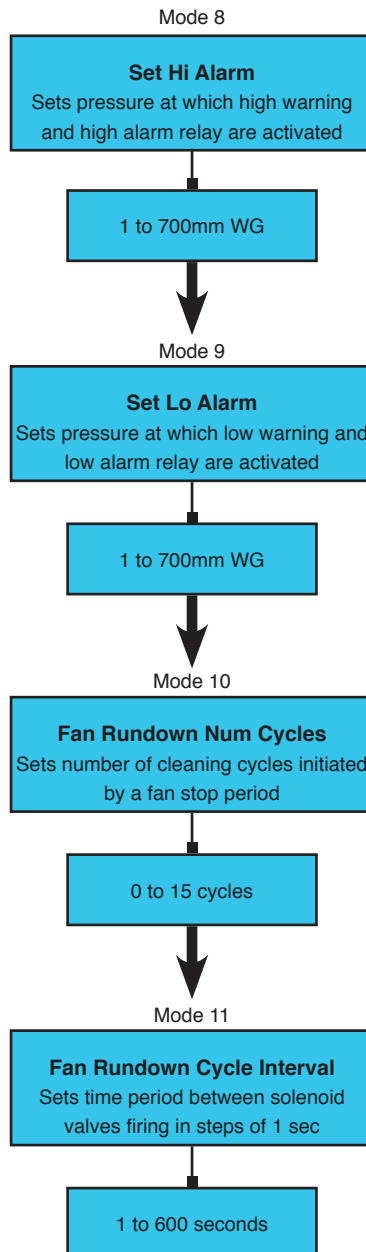 Mode 8
Set Hi Alarm
Sets pressure at which high warning
and high alarm relay are activated
1 to 700mm WG
Mode 9
Set Lo Alarm
Sets pressure at which low warning and
low alarm relay are activated
1 to 700mm WG
Mode 10
Fan Rundown Num Cycles
Sets number of cleaning cycles initiated
by a fan stop period
0 to 15 cycles
Mode 11
Fan Rundown Cycle Interval
Sets time period between solenoid
valves firing in steps of 1 sec
1 to 600 seconds